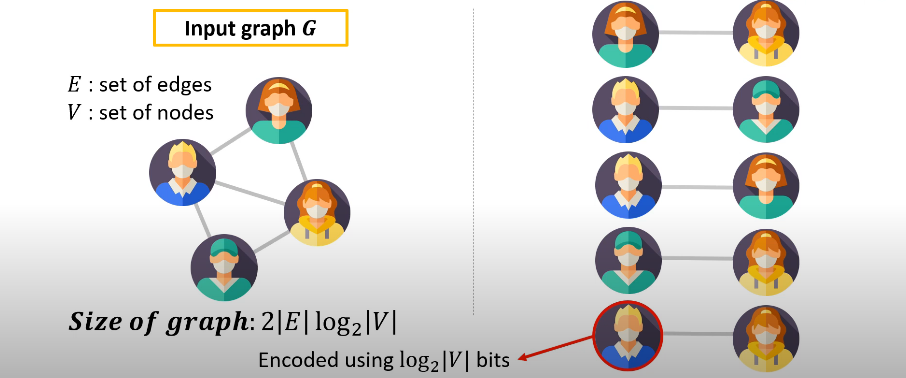 Input graph G
E : set of edges
V : set of nodes
Size of graph: 2|E| log₂|V|
Encoded using log₂|V| bits